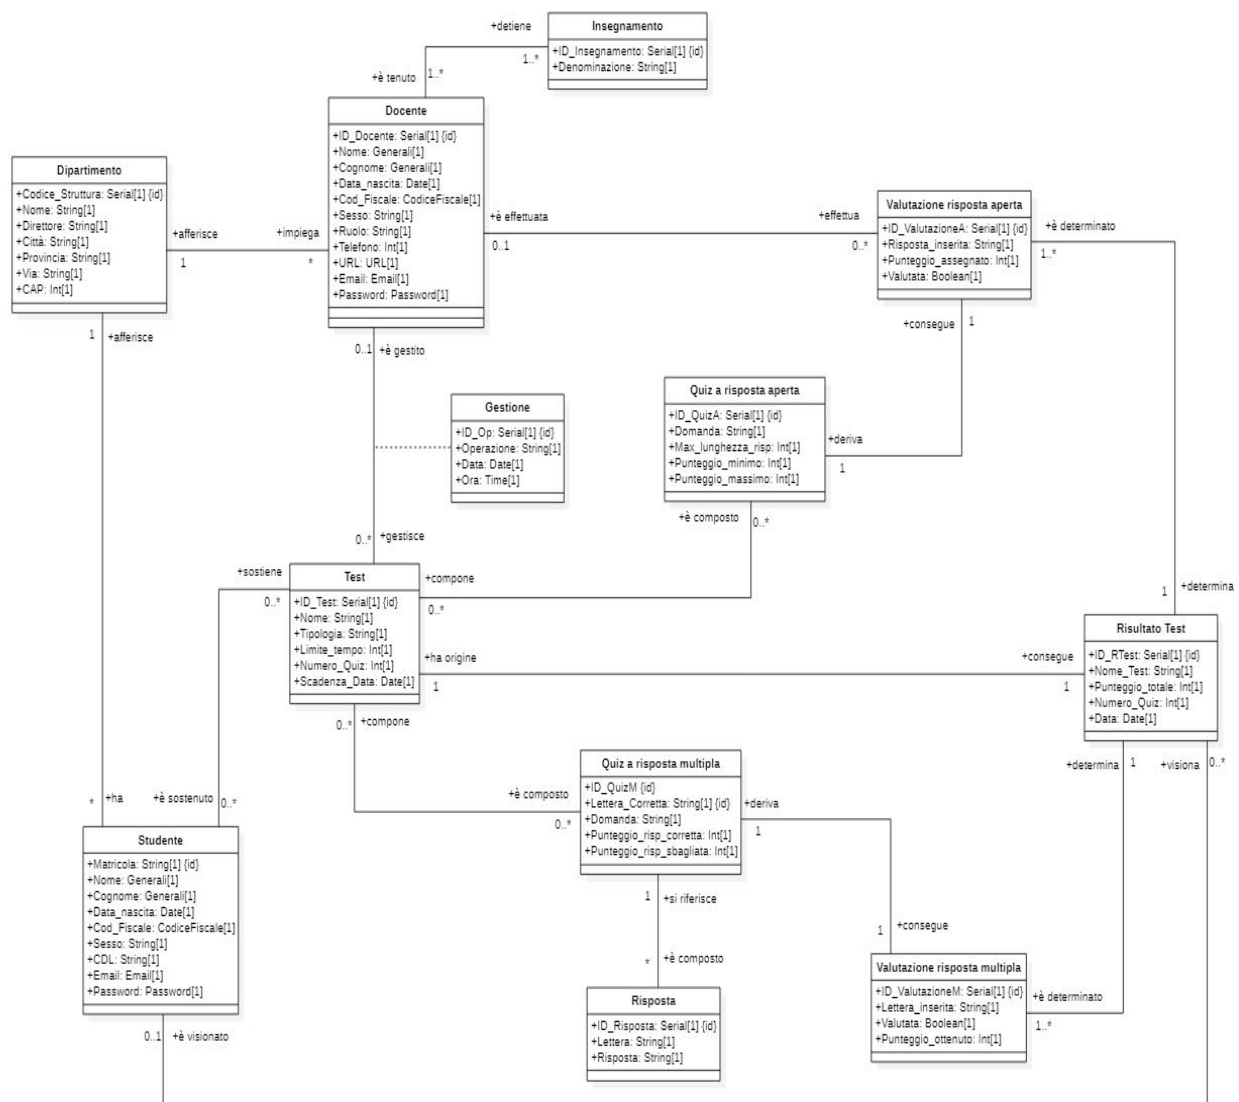 +detiene
1..*
Insegnamento
+ID_Insegnamento: Serial[1] {id}
+Denominazione: String[1]
+è tenuto
1..*
Docente
+ID_Docente: Serial[1] {id}
+Nome: Generali[1]
+Cognome: Generali[1]
+Data_nascita: Date[1]
+Cod_Fiscale: CodiceFiscale[1]
+Sesso: String[1]
+Ruolo: String[1]
+Telefono: Int[1]
+URL: URL[1]
+Email: Email[1]
+Password: Password[1]
Dipartimento
+Codice_Struttura: Serial[1] {id}
+Nome: String[1]
+Direttore: String[1]
+Città: String[1]
+Provincia: String[1]
+Via: String[1]
+CAP: Int[1]
+afferisce
1
+impiega
*
+è effettuata
0..1
+effettua
0..*
Valutazione risposta aperta
+ID_ValutazioneA: Serial[1] {id}
+Risposta_inserita: String[1]
+Punteggio_assegnato: Int[1]
+Valutata: Boolean[1]
+è determinato
1..*
+consegue
1
1
+afferisce
0..1
+è gestito
Gestione
+ID_Op: Serial[1] {id}
+Operazione: String[1]
+Data: Date[1]
+Ora: Time[1]
Quiz a risposta aperta
+ID_QuizA: Serial[1] {id}
+Domanda: String[1]
+Max_lunghezza_risp: Int[1]
+Punteggio_minimo: Int[1]
+Punteggio_massimo: Int[1]
+deriva
1
+è composto
0..*
0..*
+gestisce
+sostiene
0..*
Test
+ID_Test: Serial[1] {id}
+Nome: String[1]
+Tipologia: String[1]
+Limite_tempo: Int[1]
+Numero_Quiz: Int[1]
+Scadenza_Data: Date[1]
+compone
0..*
+ha origine
1
+consegue
1
1
+determina
Risultato Test
+ID_RTest: Serial[1] {id}
+Nome_Test: String[1]
+Punteggio_totale: Int[1]
+Numero_Quiz: Int[1]
+Data: Date[1]
0..*
+compone
+è composto
0..*
Quiz a risposta multipla
+ID_QuizM {id}
+Lettera_Corretta: String[1] {id}
+Domanda: String[1]
+Punteggio_risp_corretta: Int[1]
+Punteggio_risp_sbagliata: Int[1]
+deriva
1
+determina
1
+visiona
0..*
*
+ha
+è sostenuto
0..*
Studente
+Matricola: String[1] {id}
+Nome: Generali[1]
+Cognome: Generali[1]
+Data_nascita: Date[1]
+Cod_Fiscale: CodiceFiscale[1]
+Sesso: String[1]
+CDL: String[1]
+Email: Email[1]
+Password: Password[1]
1
+si riferisce
*
+è composto
Risposta
+ID_Risposta: Serial[1] {id}
+Lettera: String[1]
+Risposta: String[1]
1
+consegue
Valutazione risposta multipla
+ID_ValutazioneM: Serial[1] {id}
+Lettera_inserita: String[1]
+Valutata: Boolean[1]
+Punteggio_ottenuto: Int[1]
+è determinato
1..*
0..1
+è visionato